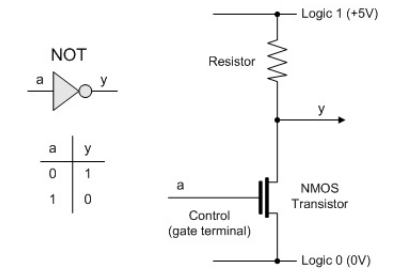 NOT
a y
a y
0 1
1 0
Logic 1 (+5V)
Resistor
y
a
Control
(gate terminal)
NMOS
Transistor
Logic 0 (0V)